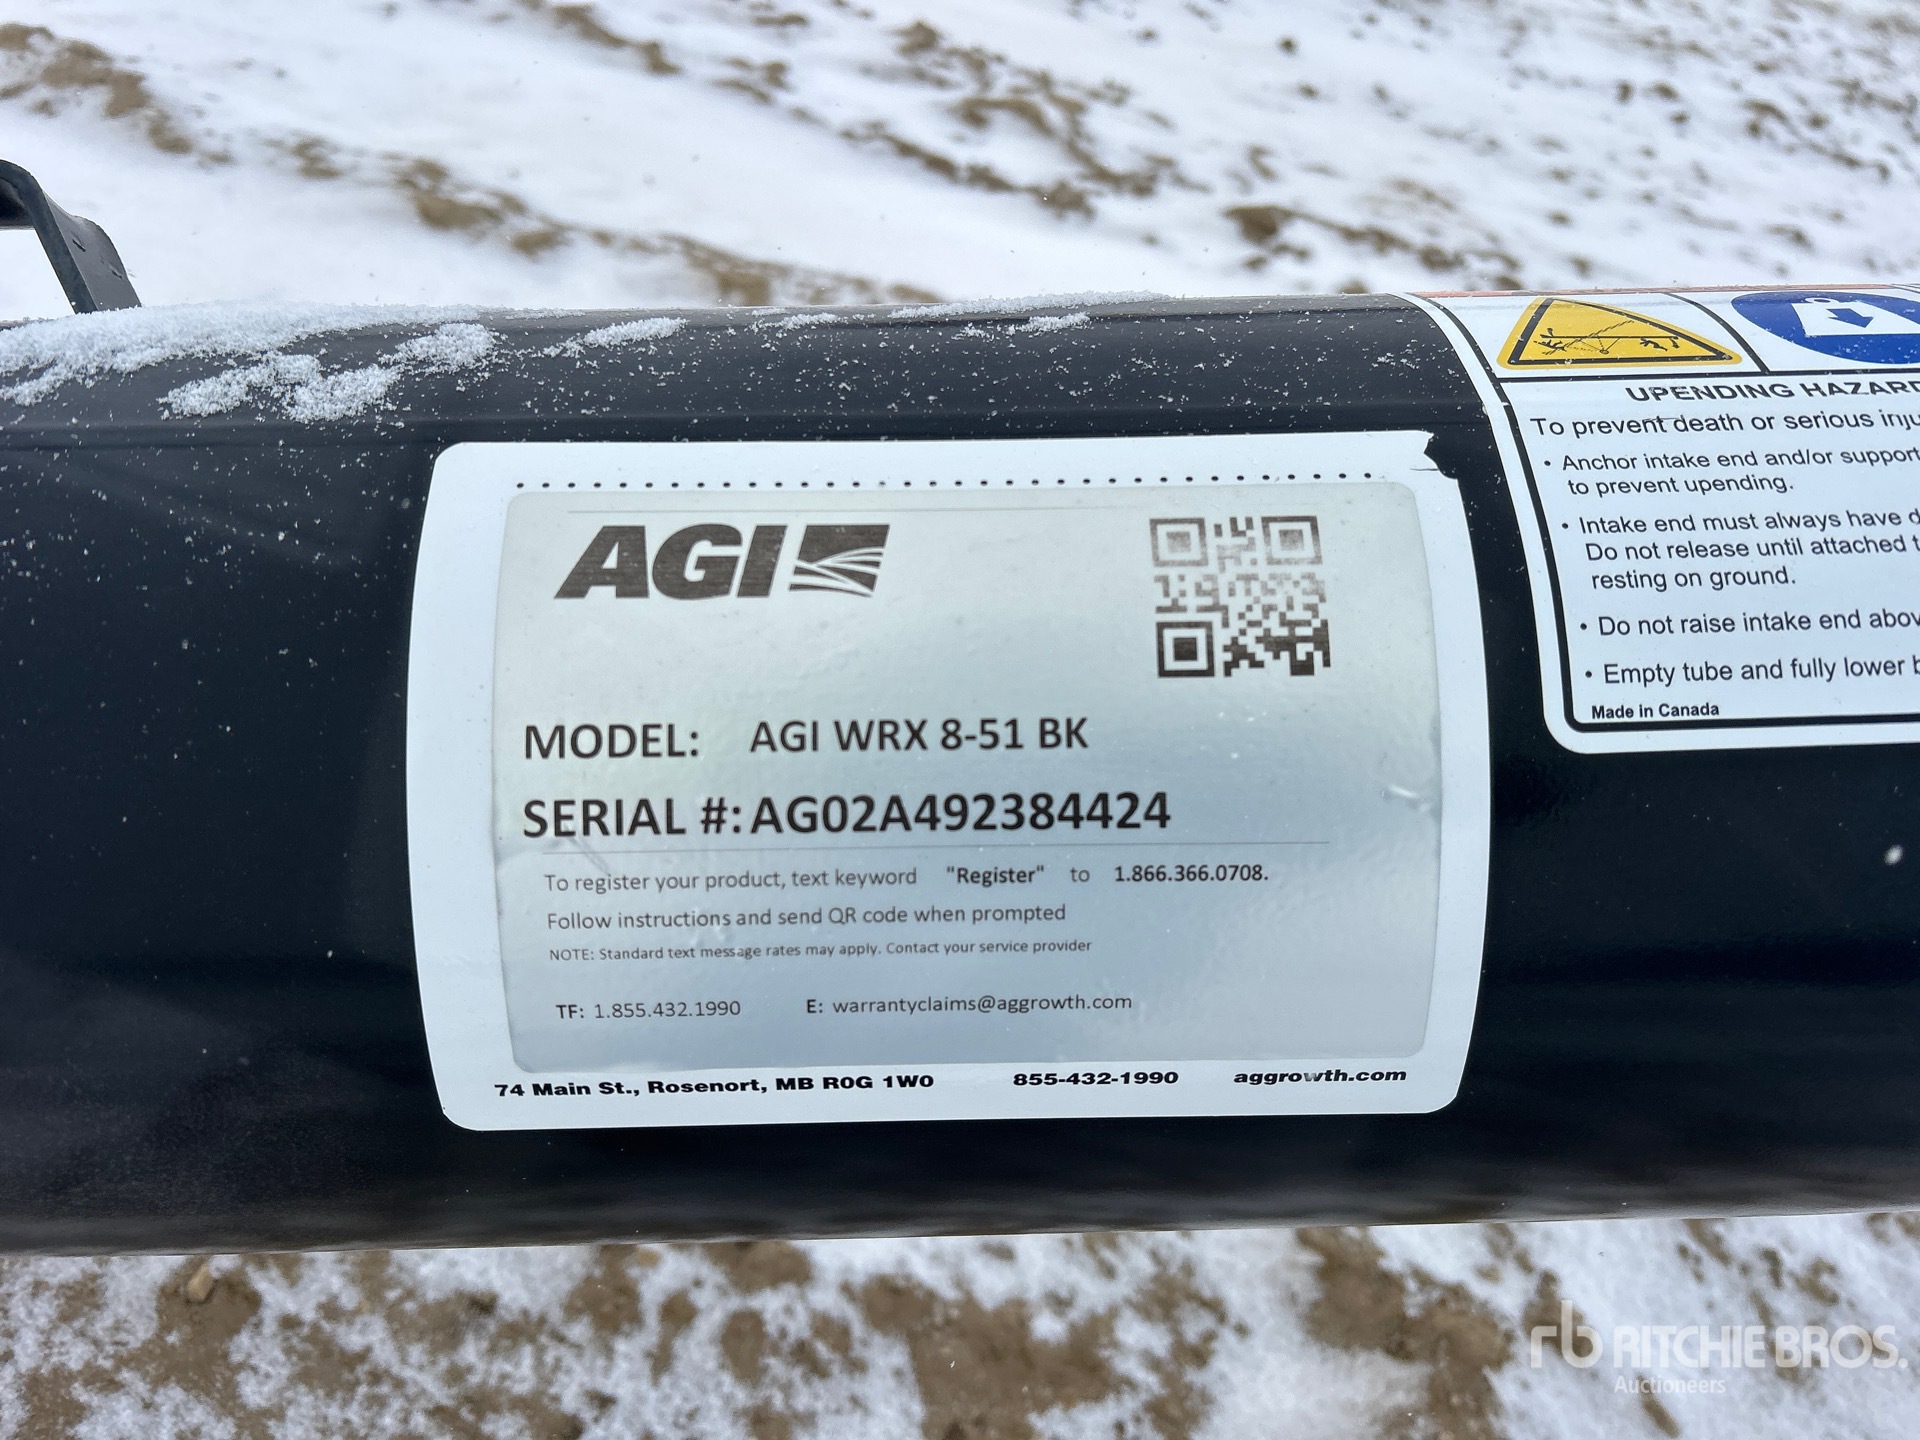 AGI
MODEL: AGI WRX 8-51 BK
SERIAL #: AG02A492384424
To register your product, text keyword "Register" to 1.866.366.0708.
Follow instructions and send QR code when prompted
NOTE: Standard text message rates may apply. Contact your service provider
TF: 1.855.432.1990 E: warrantyclaims@aggrowth.com
74 Main St., Rosenort, MB R0G 1W0 855-432-1990 aggrowth.com
UPENDING HAZARD
To prevent death or serious
• Anchor intake end and/or support
to prevent upending.
• Intake end must always have
Do not release until attached
resting on ground.
• Do not raise intake end
• Empty tube and fully lower
Made in Canada
rb RITCHIE BROS.
Auctioneers